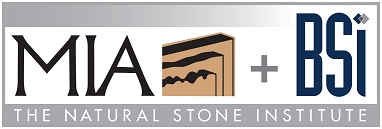 MIA + BSi
THE NATURAL STONE INSTITUTE